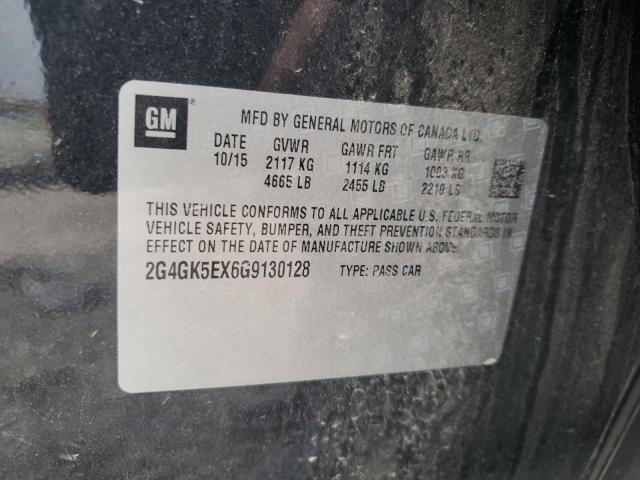 GM
MFD BY GENERAL MOTORS OF CANADA LTD.
DATE GVWR GAWR FRT GAWR RR
10/15 2117 KG 1114 KG 1003 KG
4665 LB 2455 LB 2210 LB
THIS VEHICLE CONFORMS TO ALL APPLICABLE U.S. FEDERAL MOTOR
VEHICLE SAFETY, BUMPER, AND THEFT PREVENTION STANDARDS IN
EFFECT ON THE DATE OF MANUFACTURE SHOWN ABOVE.
2G4GK5EX6G9130128 TYPE: PASS CAR